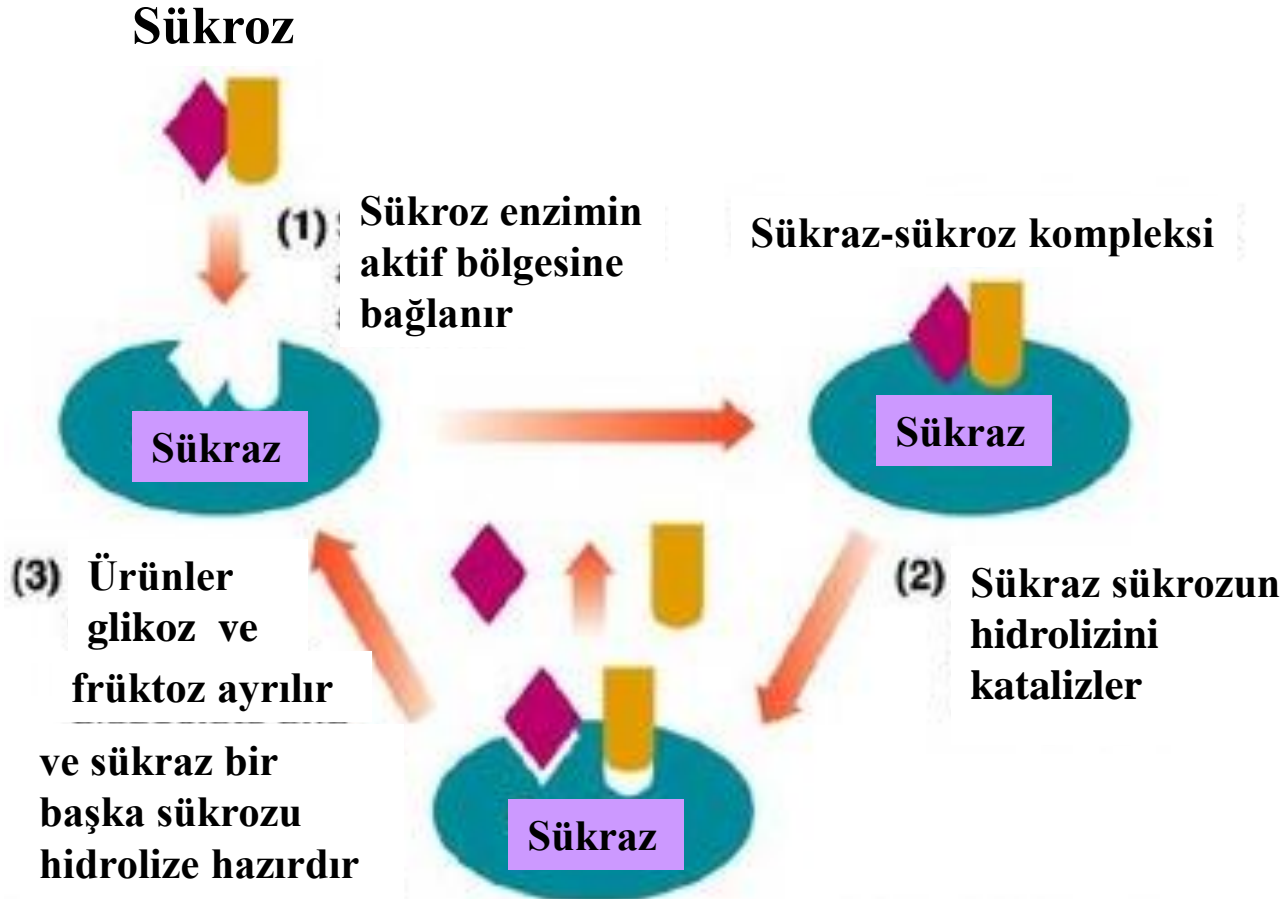 Sükroz
(1) Sükroz enzimin
aktif bölgesine
bağlanır
Sükraz-sükroz kompleksi
Sükraz
Sükraz
(2) Sükraz sükrozun
hidrolizini
katalizler
(3) Ürünler
glikoz ve
früktoz ayrılır
ve sükraz bir
başka sükrozu
hidrolize hazırdır
Sükraz